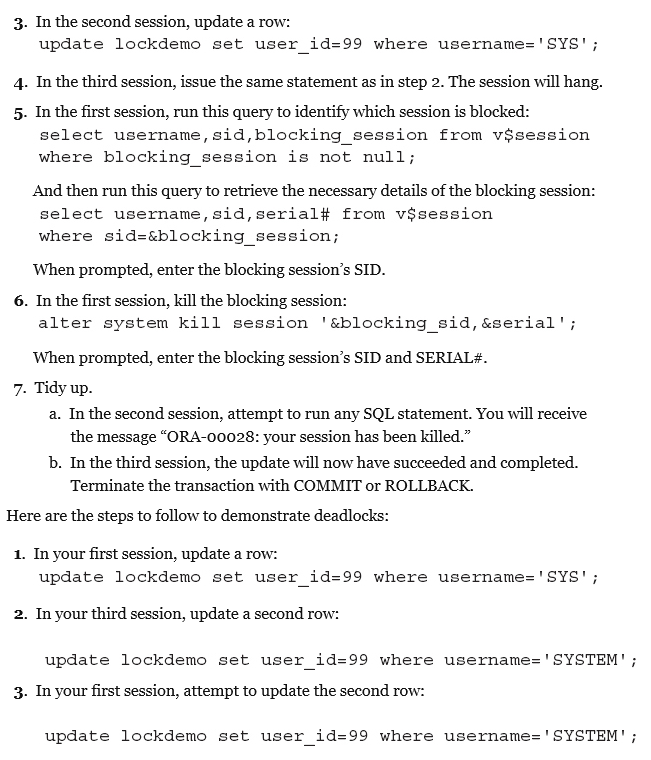 3. In the second session, update a row:
update lockdemo set user_id=99 where username='SYS';
4. In the third session, issue the same statement as in step 2. The session will hang.
5. In the first session, run this query to identify which session is blocked:
select username,sid,blocking_session from v$session
where blocking_session is not null;
And then run this query to retrieve the necessary details of the blocking session:
select username,sid,serial# from v$session
where sid=&blocking_session;
When prompted, enter the blocking session’s SID.
6. In the first session, kill the blocking session:
alter system kill session '&blocking_sid,&serial';
When prompted, enter the blocking session’s SID and SERIAL#.
7. Tidy up.
a. In the second session, attempt to run any SQL statement. You will receive
the message “ORA-00028: your session has been killed.”
b. In the third session, the update will now have succeeded and completed.
Terminate the transaction with COMMIT or ROLLBACK.
Here are the steps to follow to demonstrate deadlocks:
1. In your first session, update a row:
update lockdemo set user_id=99 where username='SYS';
2. In your third session, update a second row:
update lockdemo set user_id=99 where username='SYSTEM';
3. In your first session, attempt to update the second row:
update lockdemo set user_id=99 where username='SYSTEM';